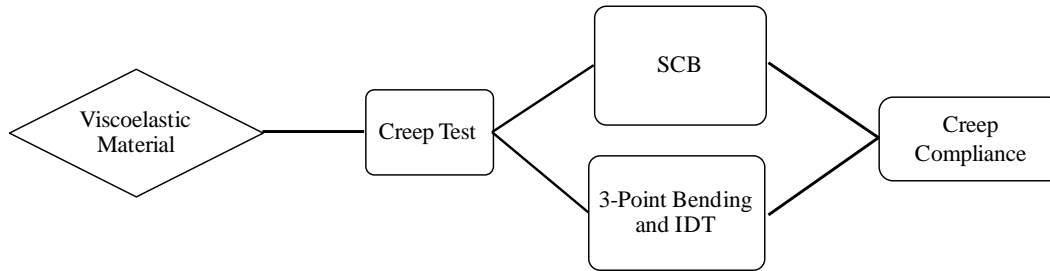 Viscoelastic
Material
Creep Test
SCB
3-Point Bending
and IDT
Creep
Compliance